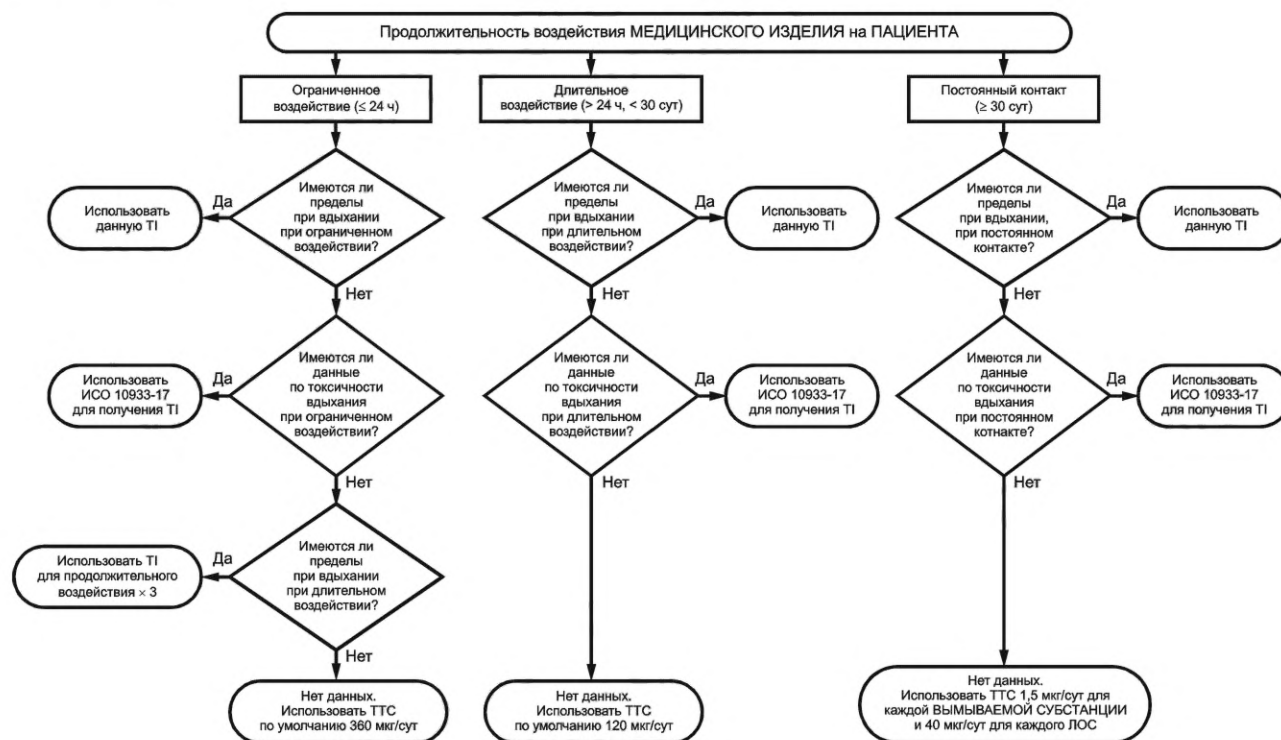 Продолжительность воздействия МЕДИЦИНСКОГО ИЗДЕЛИЯ на ПАЦИЕНТА
Ограниченное
воздействие (≤ 24 ч)
Длительное
воздействие (> 24 ч, < 30 сут)
Постоянный контакт
(≥ 30 сут)
Имеются ли
пределы
при вдыхании
при ограниченном
воздействии?
Да
Использовать
данную TI
Нет
Имеются ли
пределы
при вдыхании
при длительном
воздействии?
Да
Использовать
данную TI
Нет
Имеются ли
пределы
при вдыхании,
при постоянном
контакте?
Да
Использовать
данную TI
Нет
Имеются ли
данные
по токсичности
вдыхания
при ограниченном
воздействии?
Да
Использовать
ИСО 10933-17
для получения TI
Нет
Имеются ли
данные
по токсичности
вдыхания
при длительном
воздействии?
Да
Использовать
ИСО 10933-17
для получения TI
Нет
Имеются ли
данные
по токсичности
вдыхания
при постоянном
котнакте?
Да
Использовать
ИСО 10933-17
для получения TI
Нет
Имеются ли
пределы
при вдыхании
при длительном
воздействии?
Да
Использовать TI
для продолжительного
воздействия × 3
Нет
Нет данных.
Использовать ТТС
по умолчанию 360 мкг/сут
Нет данных.
Использовать ТТС
по умолчанию 120 мкг/сут
Нет данных.
Использовать ТТС 1,5 мкг/сут для
каждой ВЫМЫВАЕМОЙ СУБСТАНЦИИ
и 40 мкг/сут для каждого ЛОС